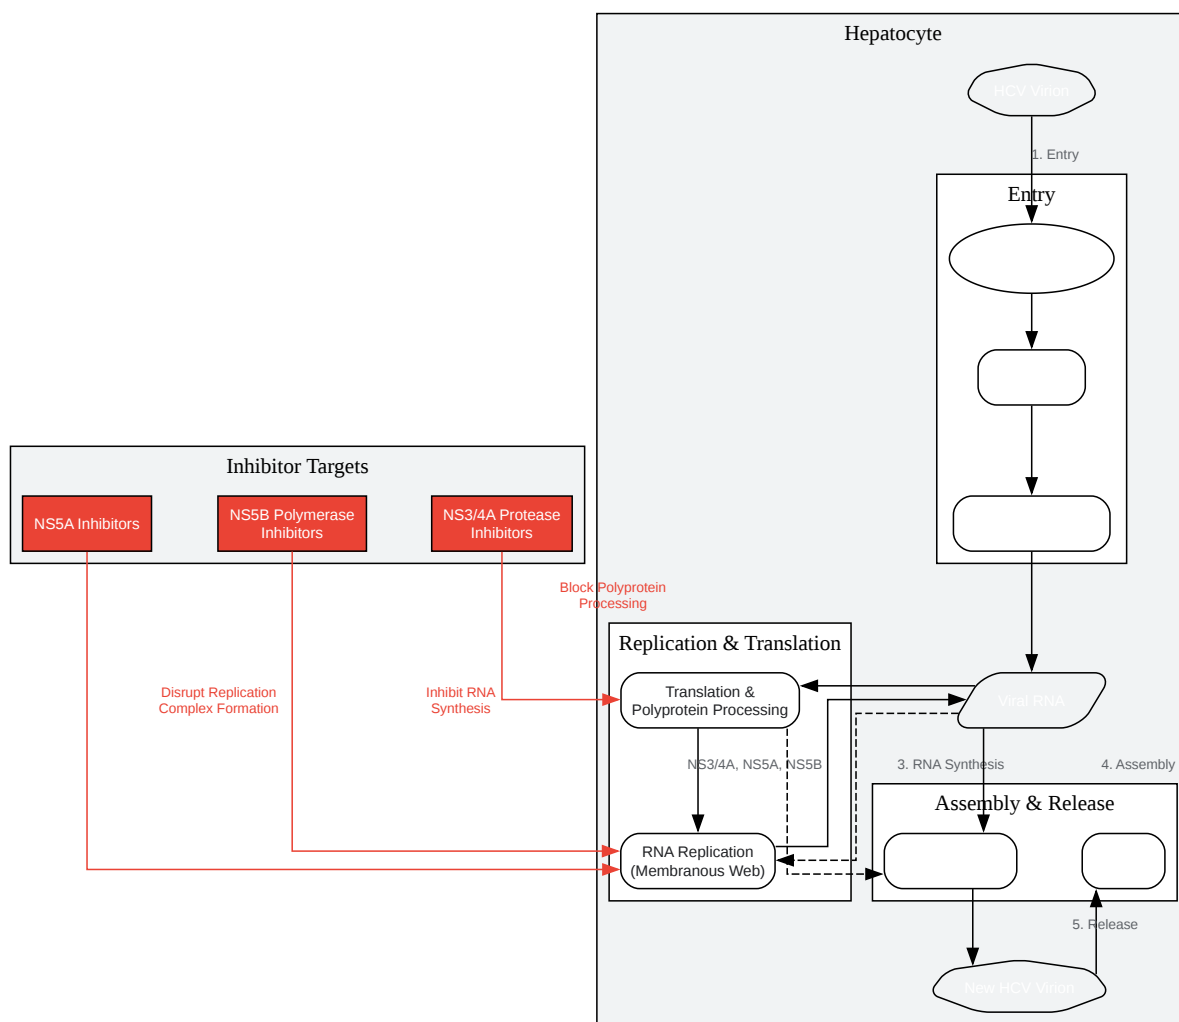 Hepatocyte
HCV Virion
1. Entry
Entry
Inhibitor Targets
NS5A Inhibitors
NS5B Polymerase
Inhibitors
NS3/4A Protease
Inhibitors
Block Polyprotein
Processing
Replication & Translation
Disrupt Replication
Complex Formation
Inhibit RNA
Synthesis
Translation &
Polyprotein Processing
Viral RNA
NS3/4A, NS5A, NS5B
3. RNA Synthesis
4. Assembly
Assembly & Release
RNA Replication
(Membranous Web)
5. Release
New HCV Virion